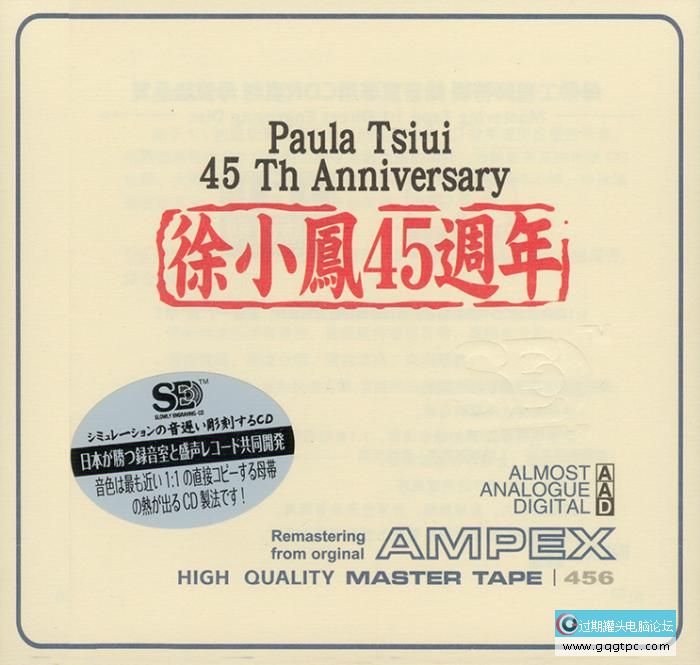 Paula Tsiui
45 Th Anniversary
徐小鳳45週年
SED™
SLOWLY ENGRAVING-CD
シミュレーションの音遅い彫刻するCD
日本が勝つ録音室と盛声レコード共同開発
音色は最も近い1:1の直接コピーする母帯
の熱が出るCD製法です!
ALMOST A
ANALOGUE A
DIGITAL D
Remastering
from orginal AMPEX
HIGH QUALITY MASTER TAPE | 456
过期罐头电脑论坛
www.gqgtpc.com